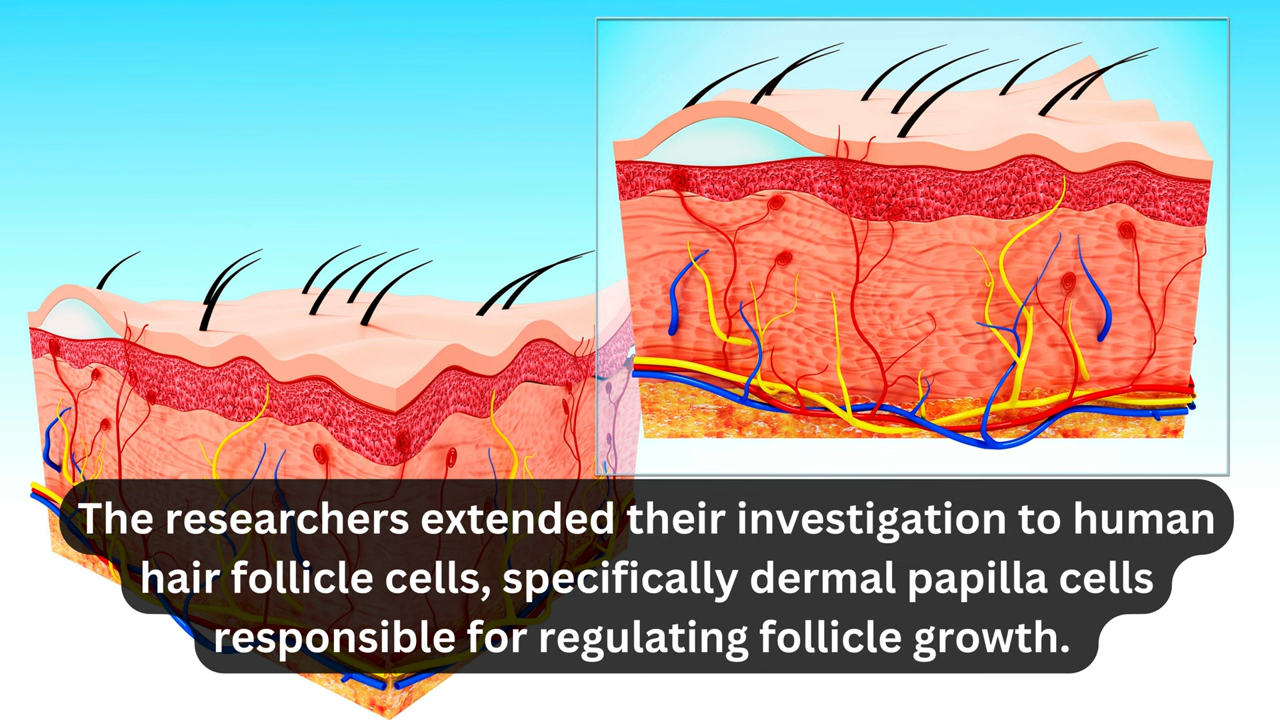 The researchers extended their investigation to human
hair follicle cells, specifically dermal papilla cells
responsible for regulating follicle growth.